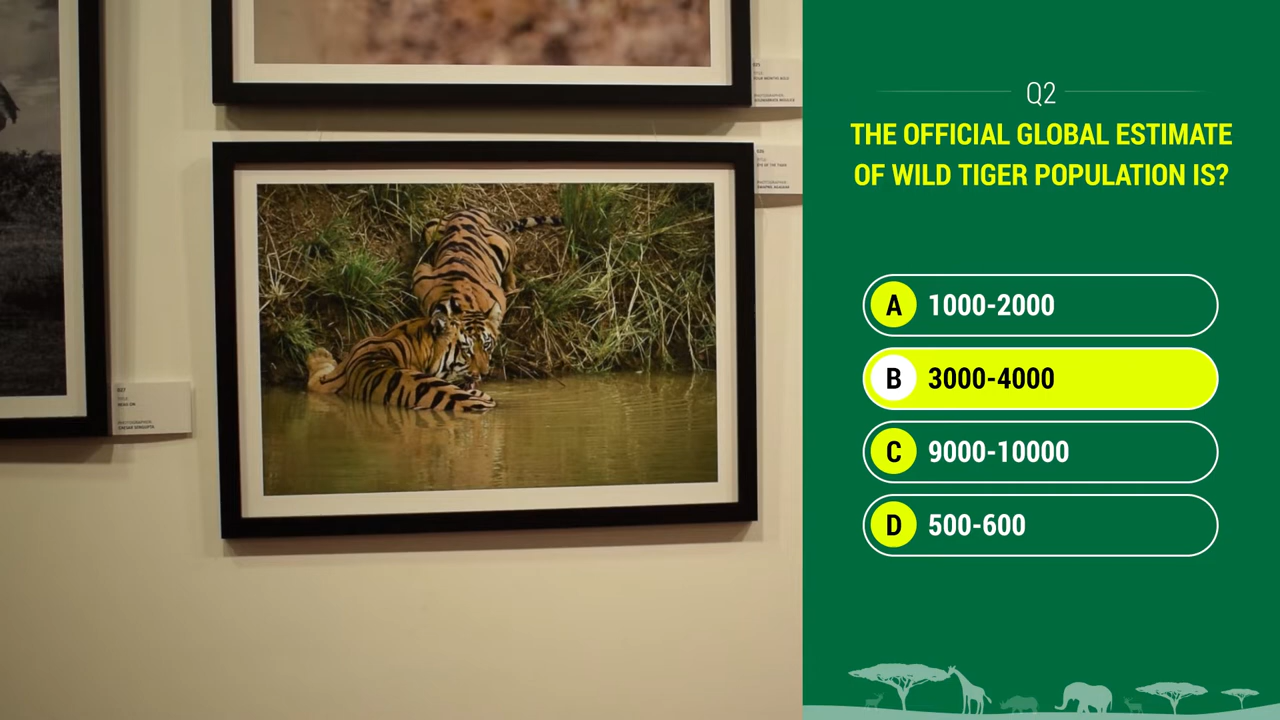 Q2
THE OFFICIAL GLOBAL ESTIMATE
OF WILD TIGER POPULATION IS?
A 1000-2000
B 3000-4000
C 9000-10000
D 500-600